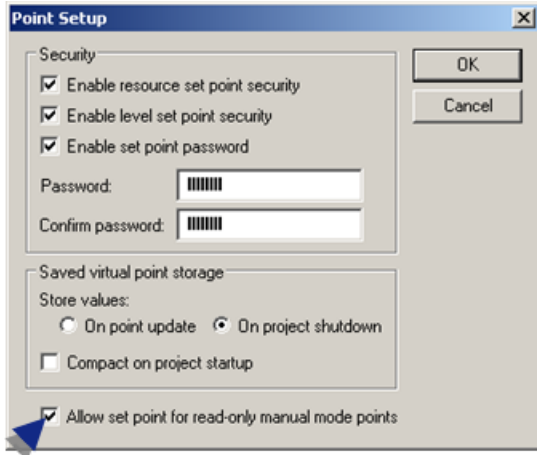 Point Setup
Security
OK
Enable resource set point security
Cancel
Enable level set point security
Enable set point password
Password:
Confirm password:
Saved virtual point storage
Store values:
On point update On project shutdown
Compact on project startup
Allow set point for read-only manual mode points